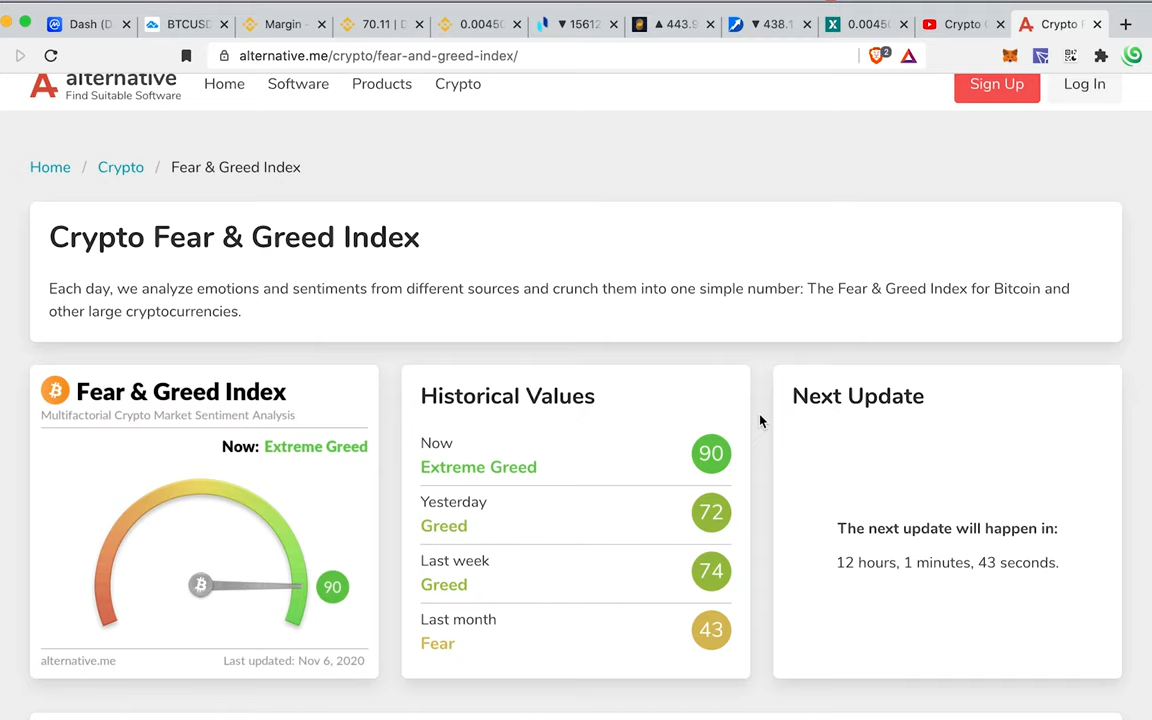 Dash (D
BTCUSD
Margin -
70.11 | D
0.0045
▼ 15612
▲ 443.9
▼ 438.1
0.0045
Crypto
Crypto F
alternative.me/crypto/fear-and-greed-index/
2
alternative
Find Suitable Software
Home
Software
Products
Crypto
Sign Up
Log In
Home / Crypto / Fear & Greed Index
Crypto Fear & Greed Index
Each day, we analyze emotions and sentiments from different sources and crunch them into one simple number: The Fear & Greed Index for Bitcoin and
other large cryptocurrencies.
Fear & Greed Index
Multifactorial Crypto Market Sentiment Analysis
Now: Extreme Greed
90
alternative.me
Last updated: Nov 6, 2020
Historical Values
Now
Extreme Greed
90
Yesterday
Greed
72
Last week
Greed
74
Last month
Fear
43
Next Update
The next update will happen in:
12 hours, 1 minutes, 43 seconds.